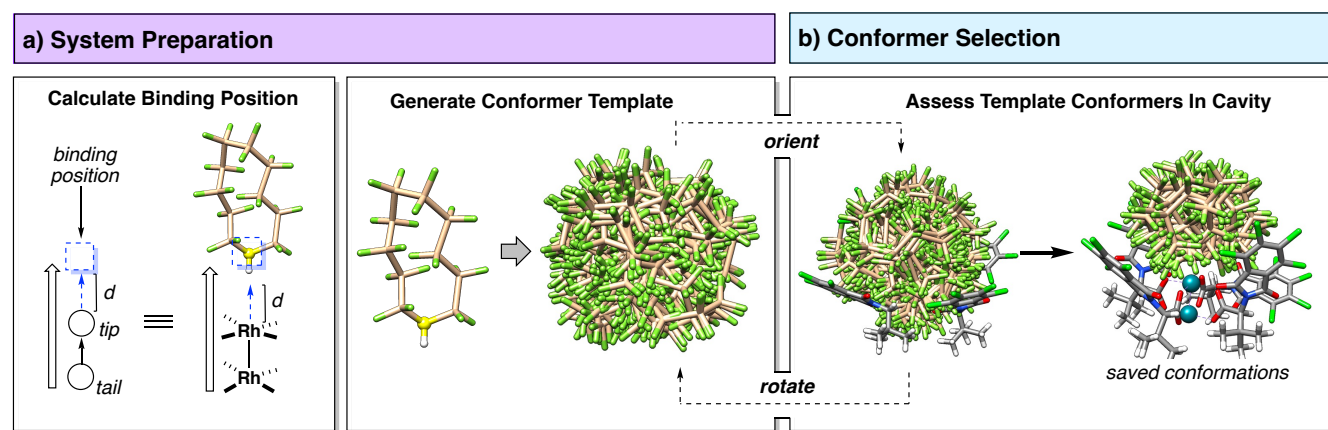 a) System Preparation
b) Conformer Selection
Calculate Binding Position
binding
position
d
tip
tail
d
Rh
Rh
Generate Conformer Template
orient
rotate
Assess Template Conformers In Cavity
saved conformations